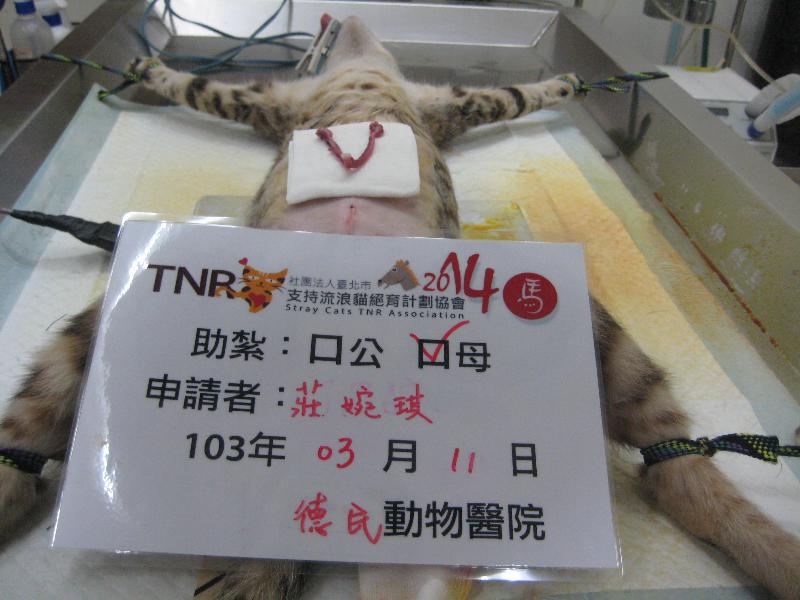 TNR 社團法人臺北市 2014 馬
支持流浪貓絕育計劃協會
Stray Cats TNR Association
助紮：口公 口母
申請者：莊婉琪
103年 03 月 11 日
德民動物醫院